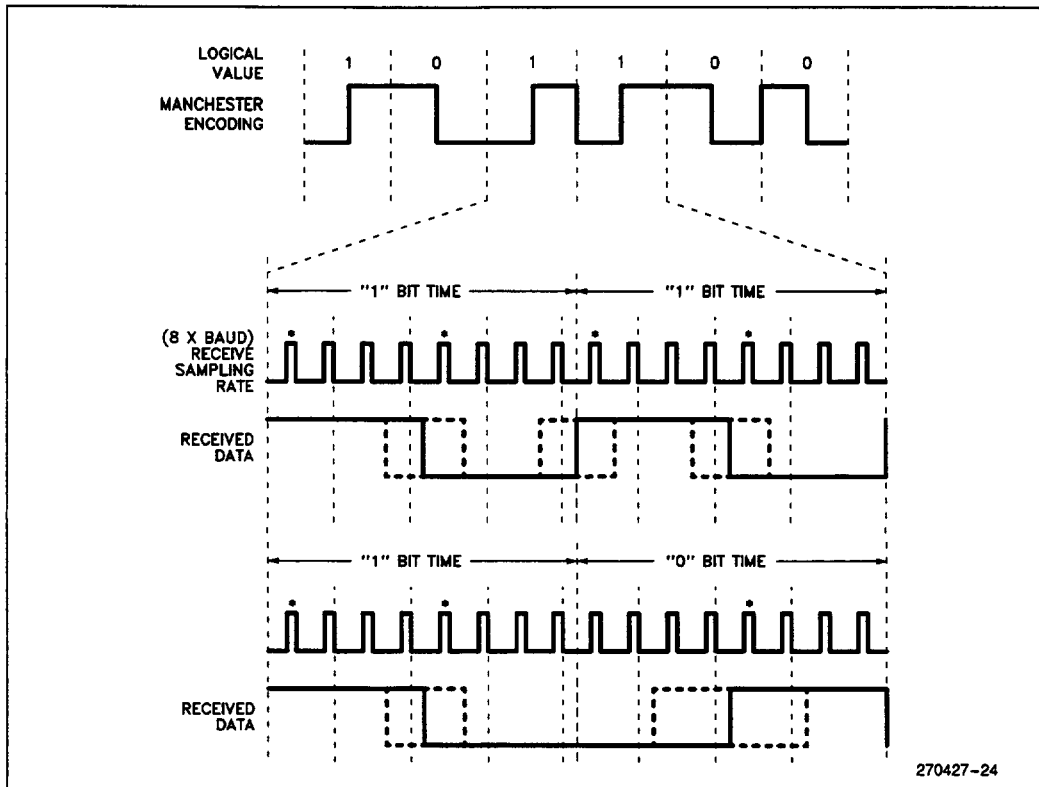 LOGICAL VALUE 1 0 1 1 0 0
MANCHESTER
ENCODING
"1" BIT TIME "1" BIT TIME
(8 X BAUD)
RECEIVE
SAMPLING
RATE
* * * *
RECEIVED
DATA
"1" BIT TIME "0" BIT TIME
* * *
RECEIVED
DATA
270427-24